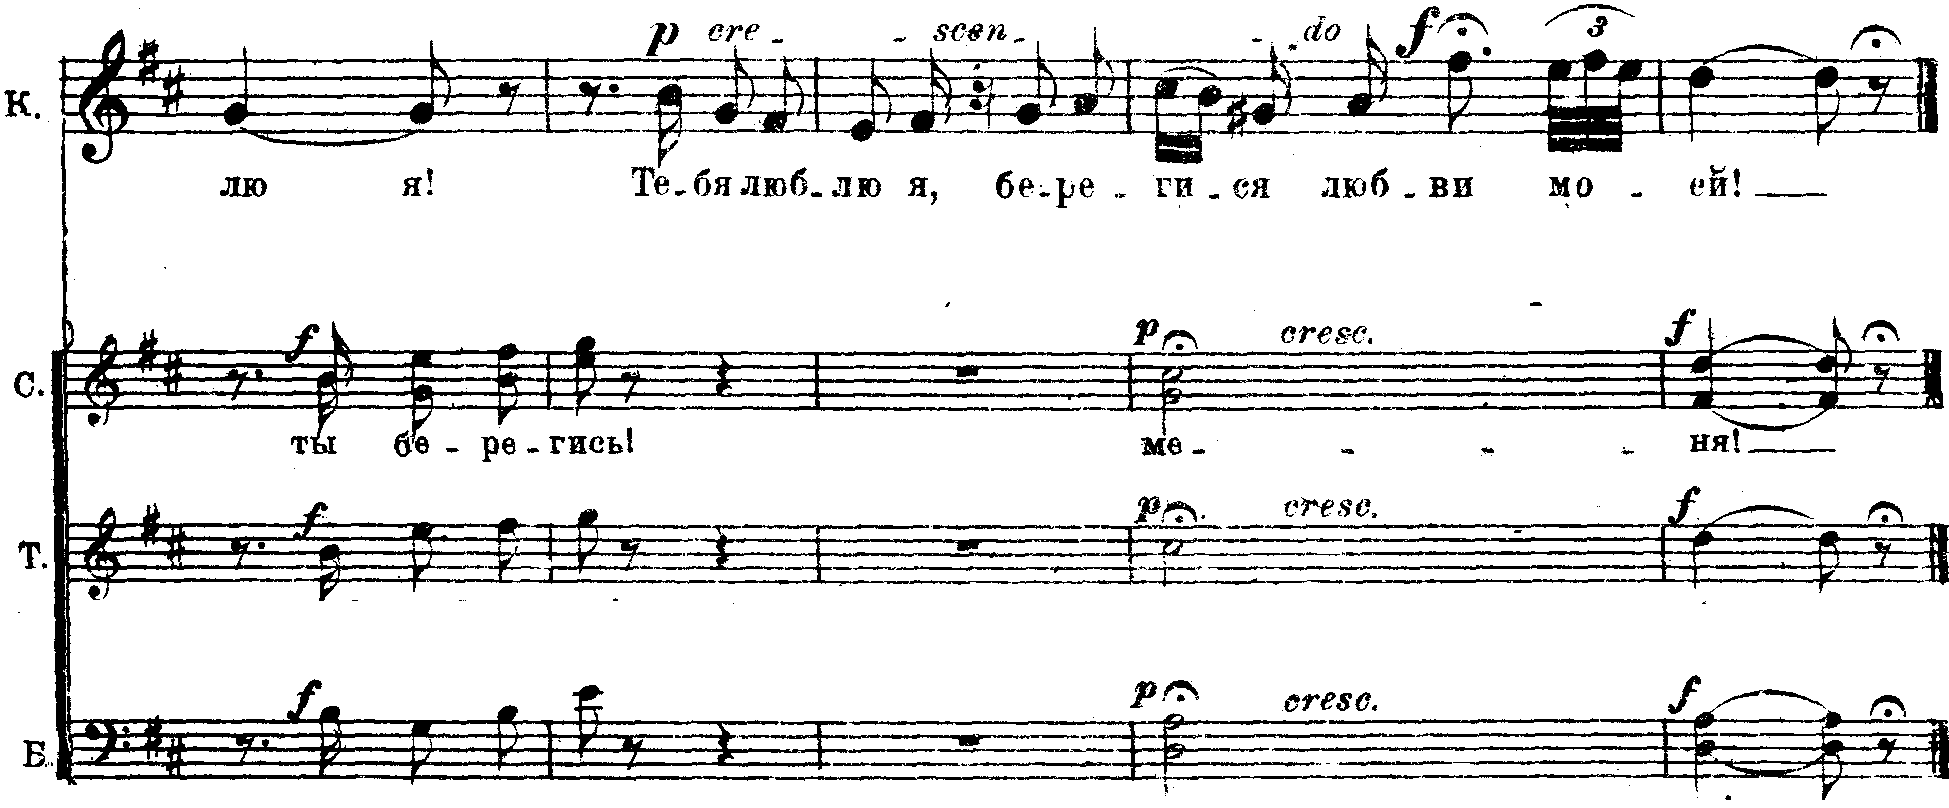 p cre - - scen - - do f 3
К.
лю я! Те-бя люб-лю я, бе-ре-ги-ся люб-ви мо-ей!
f p cresc. f
С.
ты бе-ре-гись! ме - - - - ня!
f p cresc. f
Т.
f p cresc. f
Б.